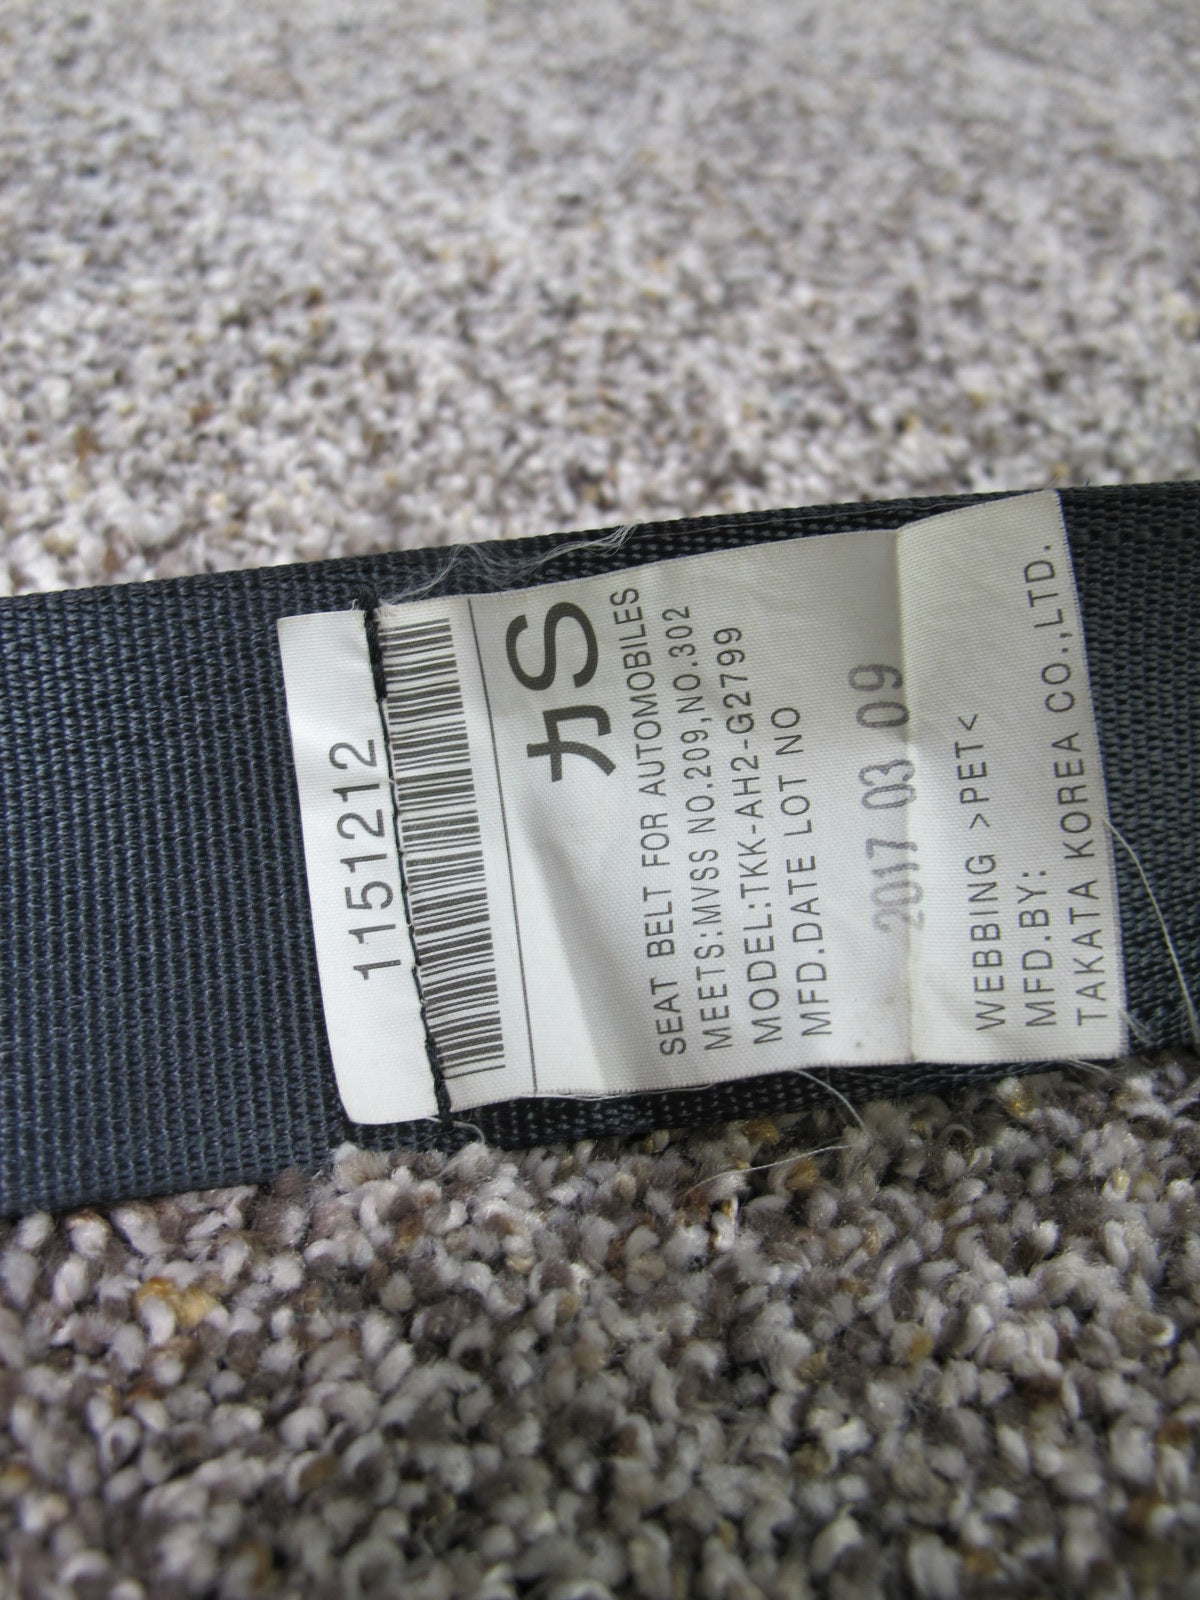 115212
カS
SEAT BELT FOR AUTOMOBILES
MEETS:MVSS NO.209,NO.302
MODEL:TKK-AH2-G2799
MFD.DATE LOT NO
2017 03 09
WEBBING >PET<
MFD.BY:
TAKATA KOREA CO.,LTD.